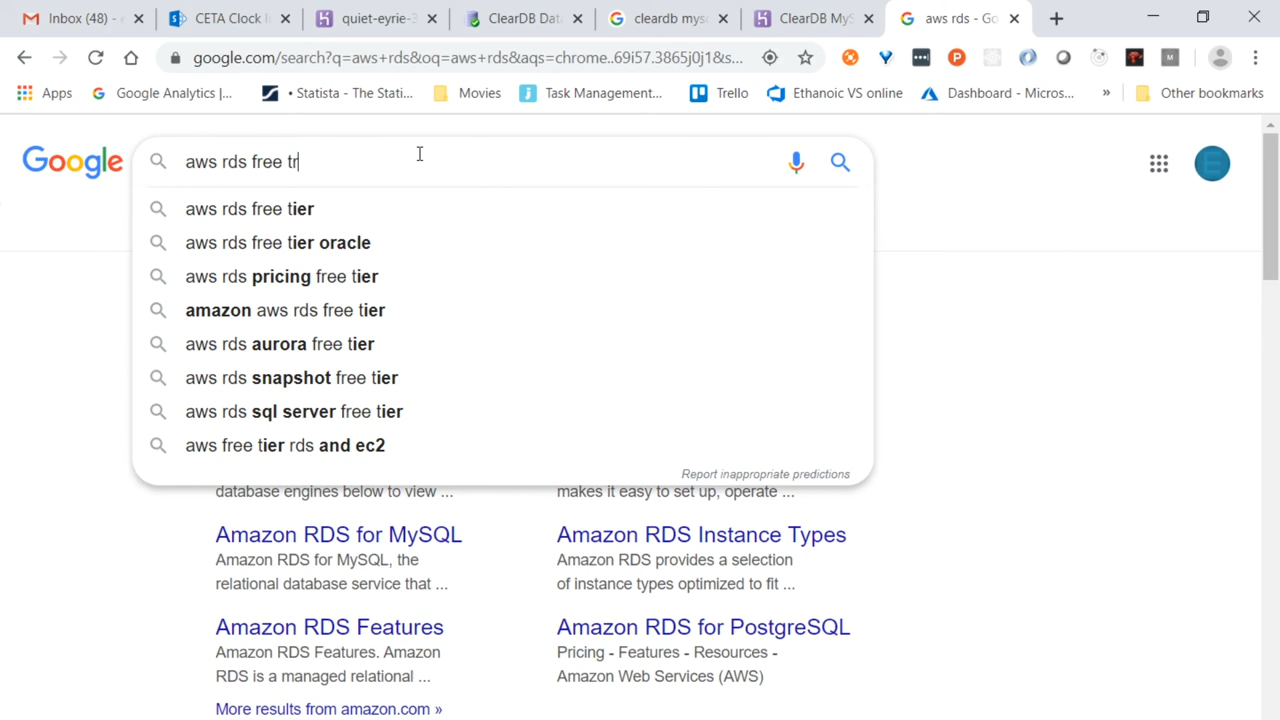 Inbox (48) - e
CETA Clock I
quiet-eyrie-3
ClearDB Dat
cleardb mys
ClearDB MyS
aws rds - Go
google.com/search?q=aws+rds&oq=aws+rds&aqs=chrome..69i57.3865j0j1&s...
Apps
Google Analytics |...
• Statista - The Stati...
Movies
Task Management...
Trello
Ethanoic VS online
Dashboard - Micros...
»
Other bookmarks
Google
aws rds free tr
E
aws rds free tier
aws rds free tier oracle
aws rds pricing free tier
amazon aws rds free tier
aws rds aurora free tier
aws rds snapshot free tier
aws rds sql server free tier
aws free tier rds and ec2
Report inappropriate predictions
database engines below to view ...
makes it easy to set up, operate ...
Amazon RDS for MySQL
Amazon RDS for MySQL, the
relational database service that ...
Amazon RDS Instance Types
Amazon RDS provides a selection
of instance types optimized to fit ...
Amazon RDS Features
Amazon RDS Features. Amazon
RDS is a managed relational ...
Amazon RDS for PostgreSQL
Pricing - Features - Resources -
Amazon Web Services (AWS)
More results from amazon.com »